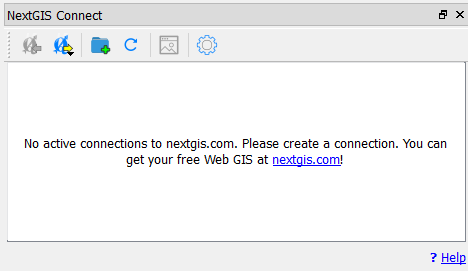 NextGIS Connect
No active connections to nextgis.com. Please create a connection. You can
get your free Web GIS at nextgis.com!
? Help